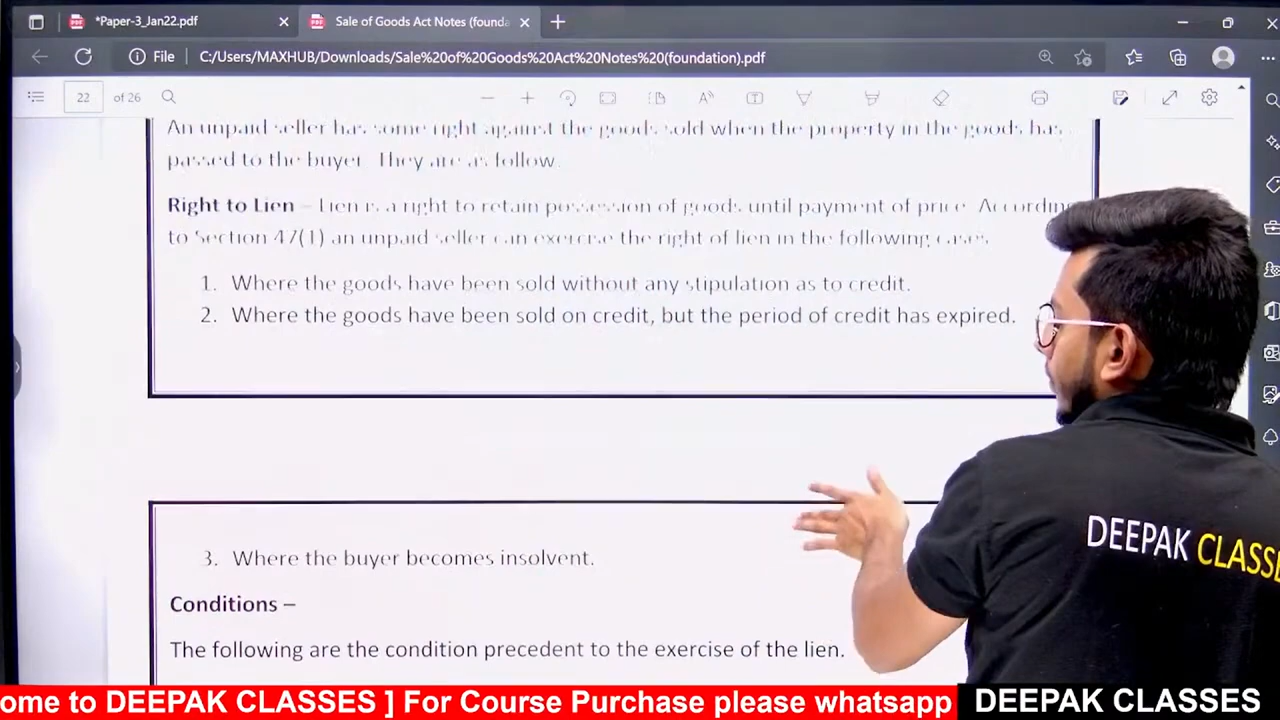 *Paper-3_Jan22.pdf
Sale of Goods Act Notes (founda
File
C:/Users/MAXHUB/Downloads/Sale%20of%20Goods%20Act%20Notes%20(foundation).pdf
22 of 26
An unpaid seller has some right against the goods sold when the property in the goods has
passed to the buyer. They are as follow.
Right to Lien – Lien is a right to retain possession of goods until payment of price. According
to Section 47(1) an unpaid seller can exercise the right of lien in the following cases
1. Where the goods have been sold without any stipulation as to credit.
2. Where the goods have been sold on credit, but the period of credit has expired.
3. Where the buyer becomes insolvent.
Conditions –
The following are the condition precedent to the exercise of the lien.
DEEPAK CLASSE
ome to DEEPAK CLASSES ] For Course Purchase please whatsapp
DEEPAK CLASSES